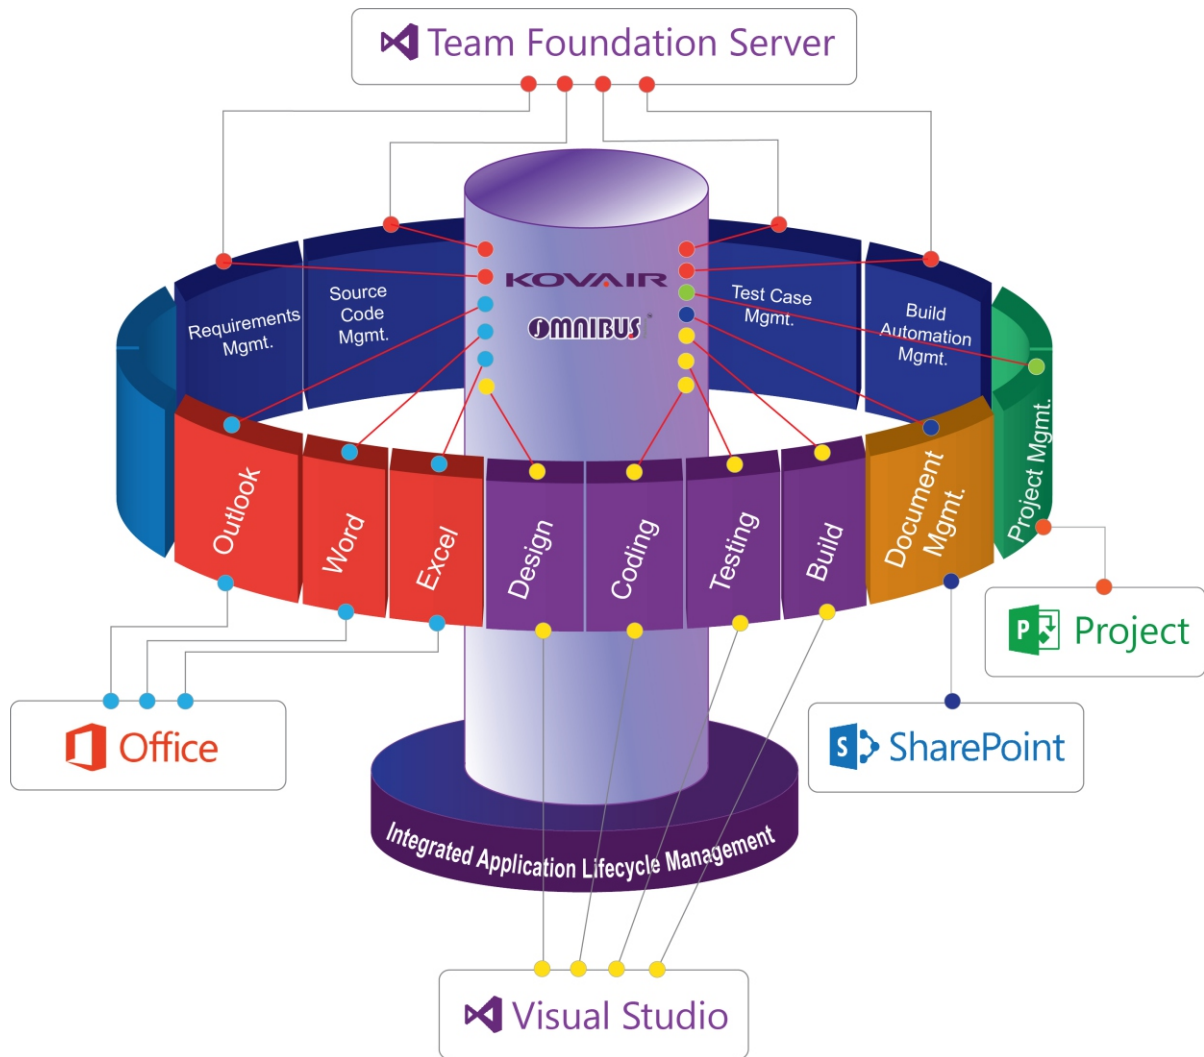 Team Foundation Server
KOVAIR
OMNIBUS
Requirements
Mgmt.
Source
Code
Mgmt.
Test Case
Mgmt.
Build
Automation
Mgmt.
Project Mgmt.
Outlook
Word
Excel
Design
Coding
Testing
Build
Document
Mgmt.
P
Project
Office
S
SharePoint
Integrated Application Lifecycle Management
Visual Studio